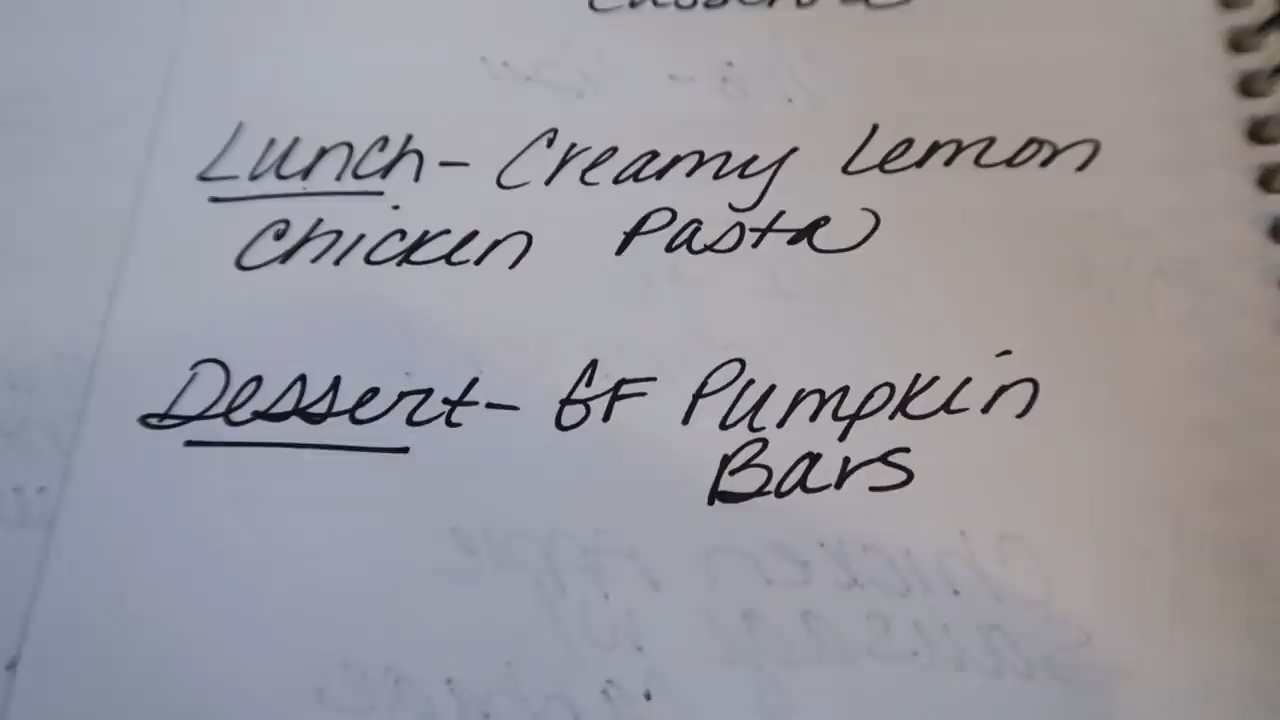 Lunch- Creamy Lemon
Chicken Pasta
Dessert- GF Pumpkin
Bars